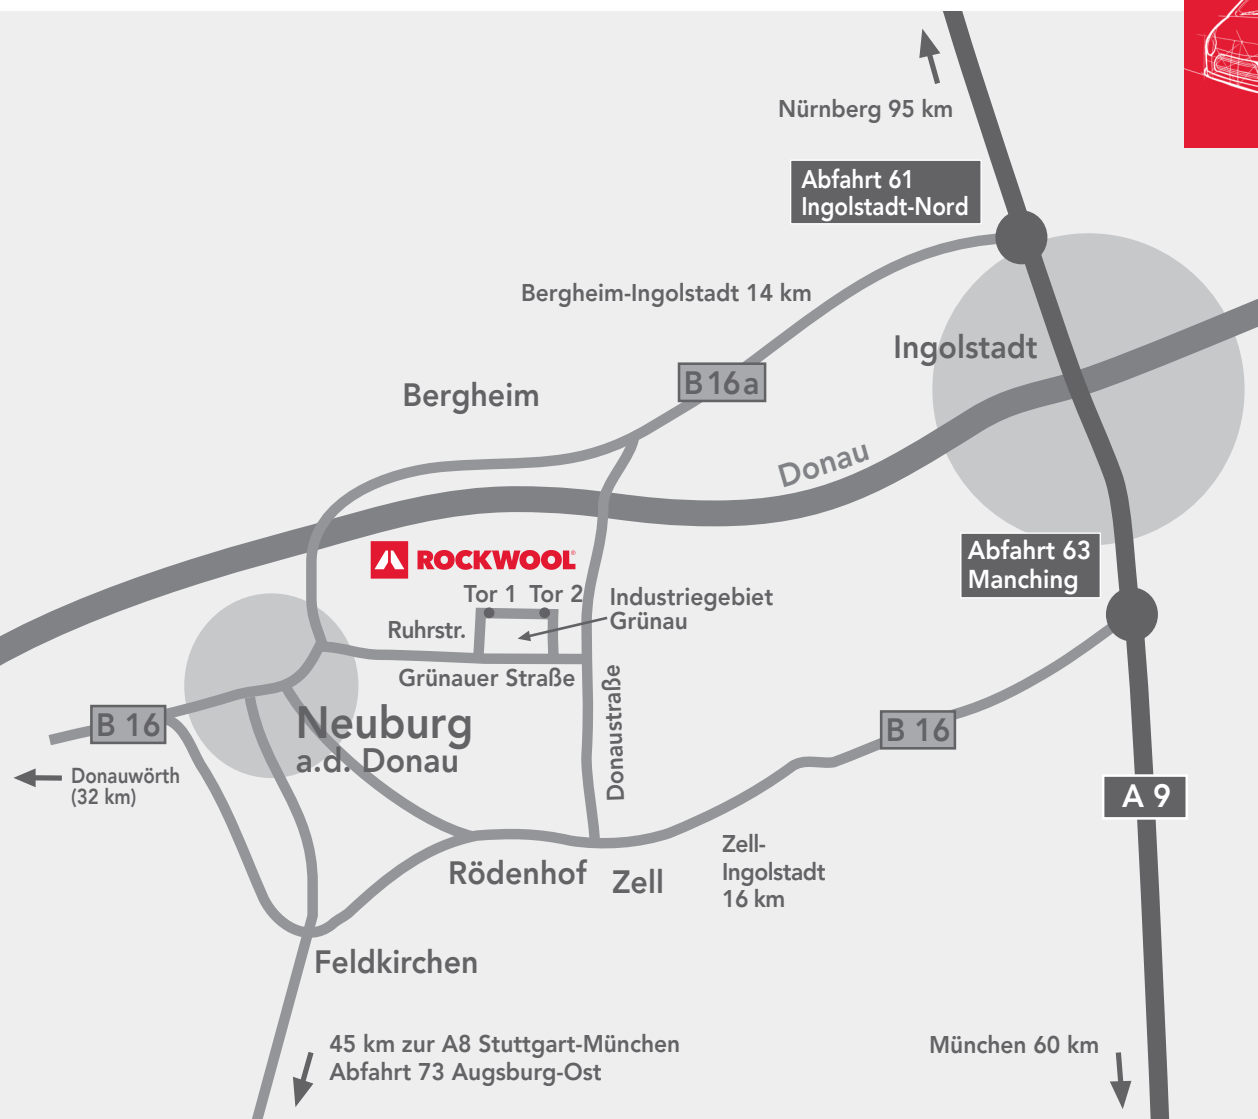 Nürnberg 95 km
Abfahrt 61
Ingolstadt-Nord
Bergheim-Ingolstadt 14 km
Ingolstadt
B 16a
Bergheim
Donau
Abfahrt 63
Manching
ROCKWOOL
Tor 1 Tor 2
Industriegebiet
Grünau
Ruhrstr.
Grünauer Straße
Donaustraße
Neuburg
a.d. Donau
B 16
B 16
Donauwörth
(32 km)
A 9
Zell-
Ingolstadt
16 km
Rödenhof
Zell
Feldkirchen
45 km zur A8 Stuttgart-München
Abfahrt 73 Augsburg-Ost
München 60 km